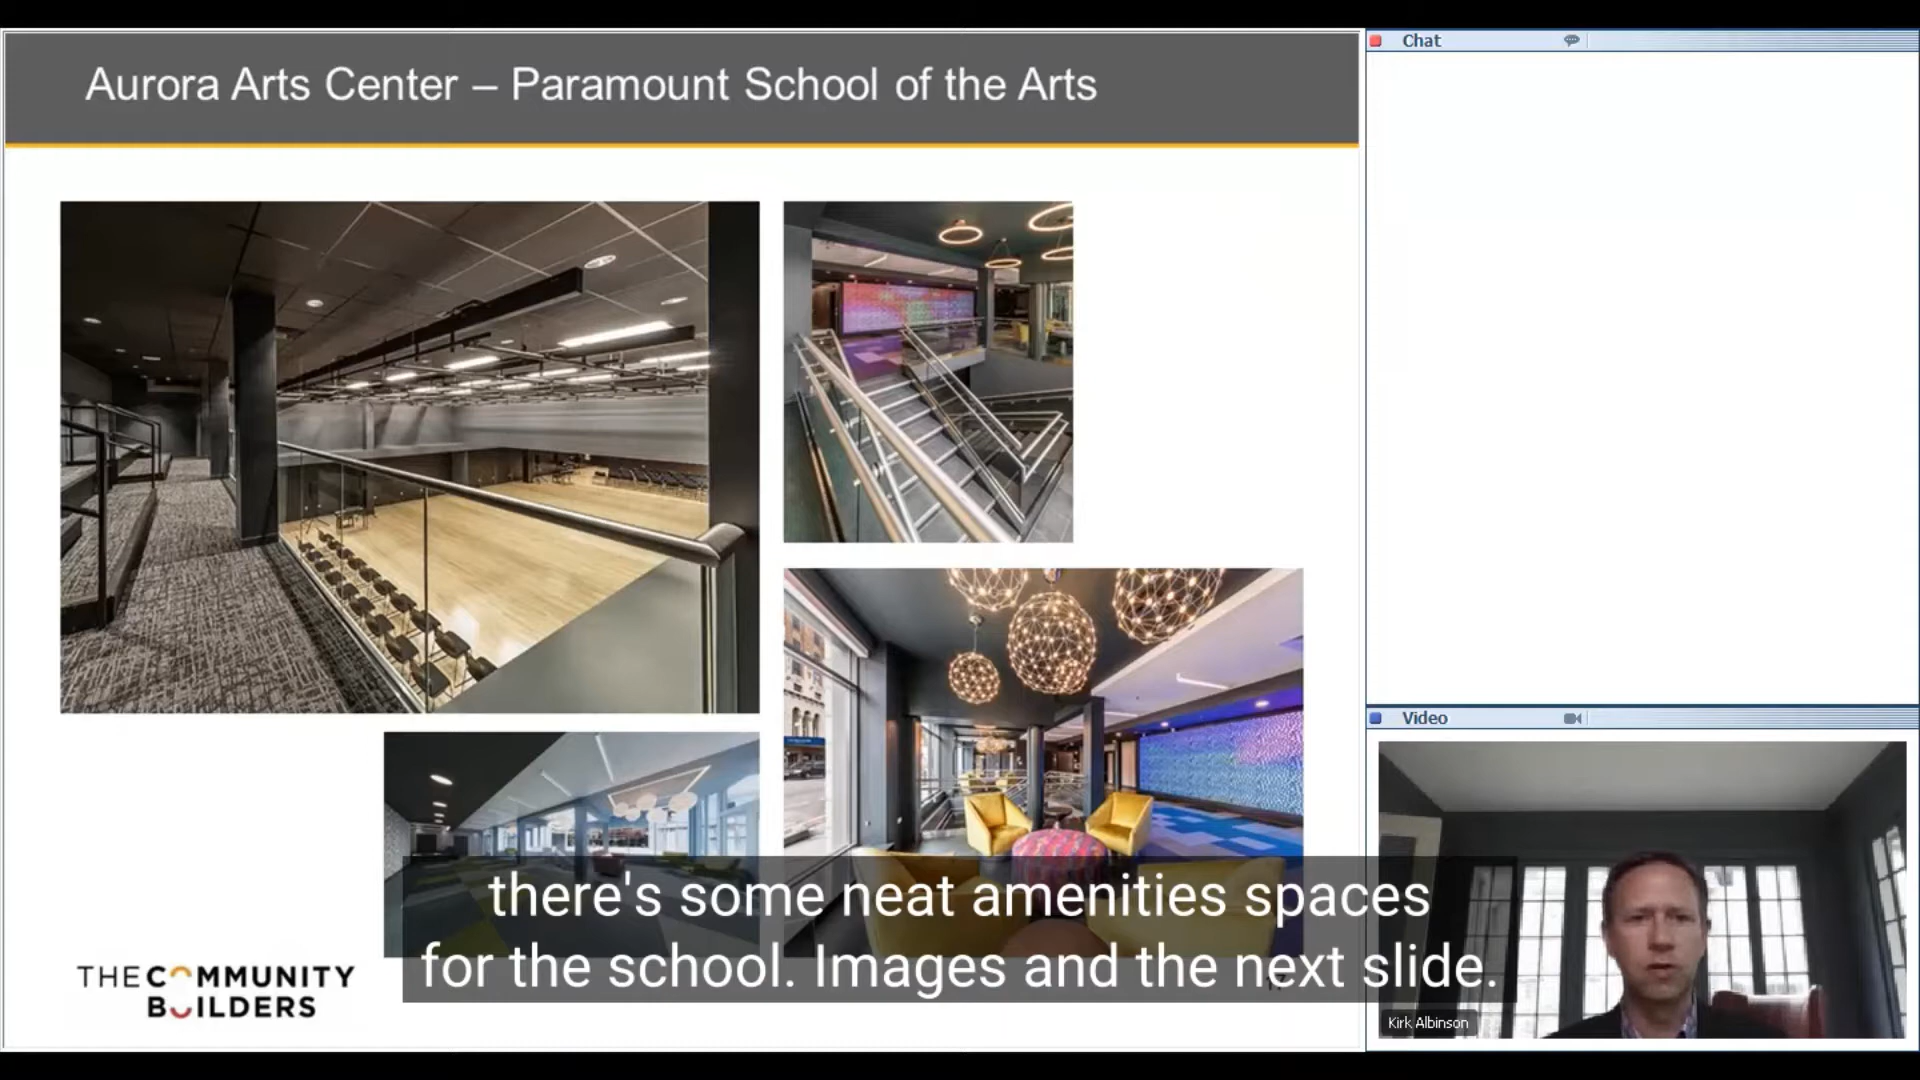 Aurora Arts Center – Paramount School of the Arts
THE COMMUNITY
BUILDERS
there's some neat amenities spaces
for the school. Images and the next slide.
Chat
Video
Kirk Albinson